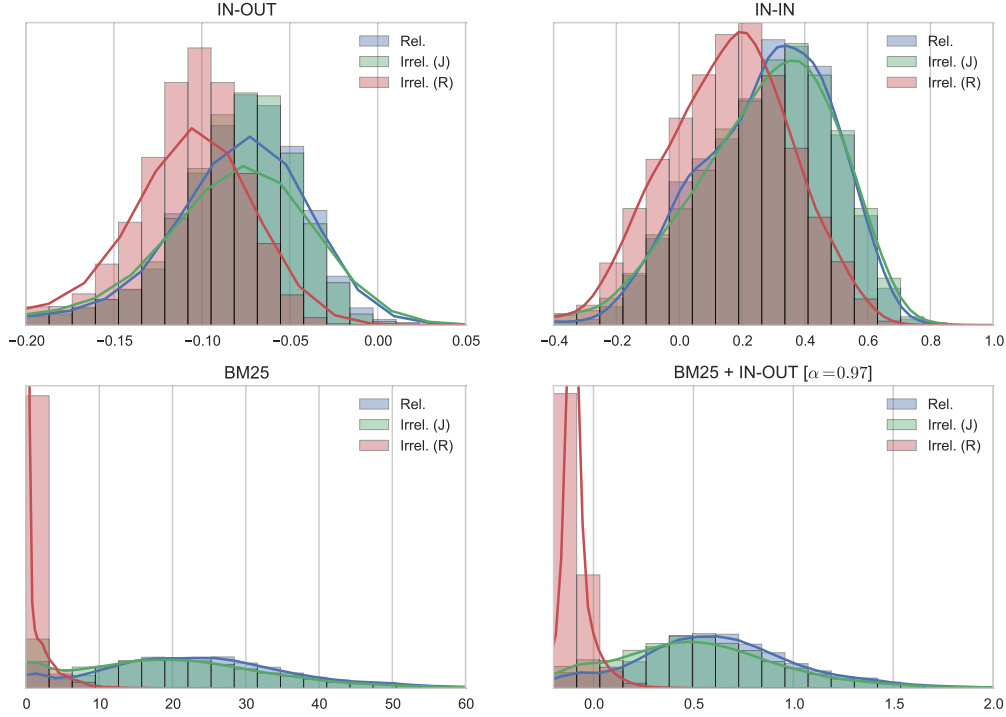 IN-OUT
Rel.
Irrel. (J)
Irrel. (R)
−0.20 −0.15 −0.10 −0.05 0.00 0.05
IN-IN
Rel.
Irrel. (J)
Irrel. (R)
−0.4 −0.2 0.0 0.2 0.4 0.6 0.8 1.0
BM25
Rel.
Irrel. (J)
Irrel. (R)
0 10 20 30 40 50 60
BM25 + IN-OUT [α=0.97]
Rel.
Irrel. (J)
Irrel. (R)
0.0 0.5 1.0 1.5 2.0